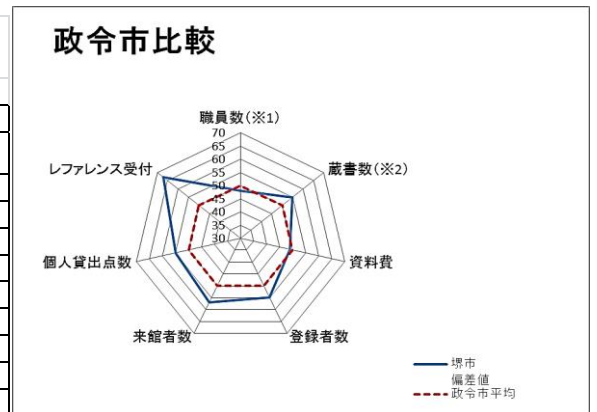 政令市比較
職員数(※1)
70
65
60
55
50
45
40
35
30
レファレンス受付
蔵書数(※2)
個人貸出点数
資料費
来館者数
登録者数
堺市
偏差値
政令市平均